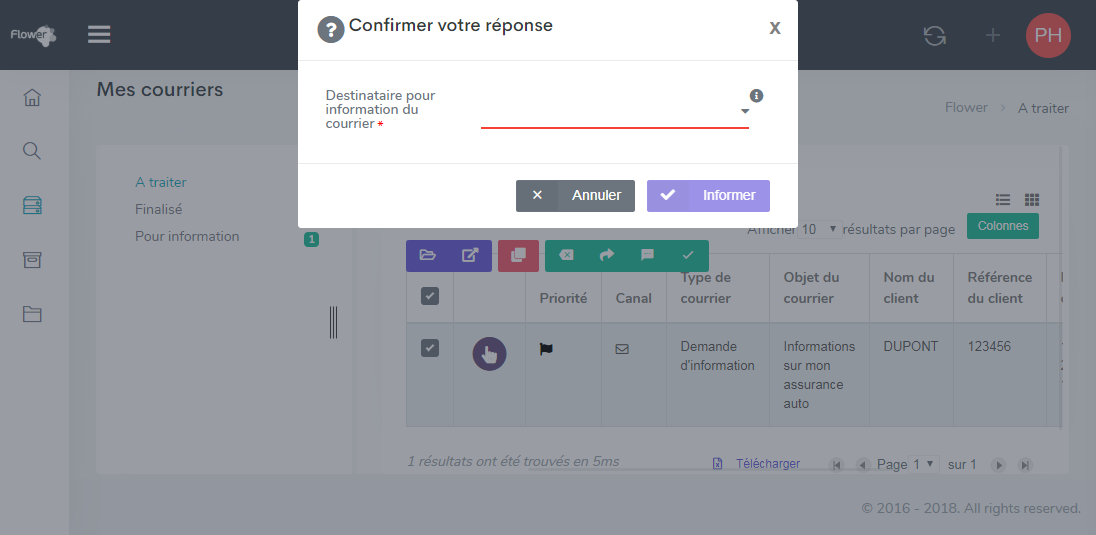 Flower
Confirmer votre réponse
X
PH
Mes courriers
Flower > A traiter
Destinataire pour
information du
courrier *
A traiter
Finalisé
Pour information
1
Annuler
Informer
Afficher 10 résultats par page
Colonnes
Priorité
Canal
Type de
courrier
Objet du
courrier
Nom du
client
Référence
du client
Demande
d'information
Informations
sur mon
assurance
auto
DUPONT
123456
1 résultats ont été trouvés en 5ms
Télécharger
Page 1 sur 1
© 2016 - 2018. All rights reserved.